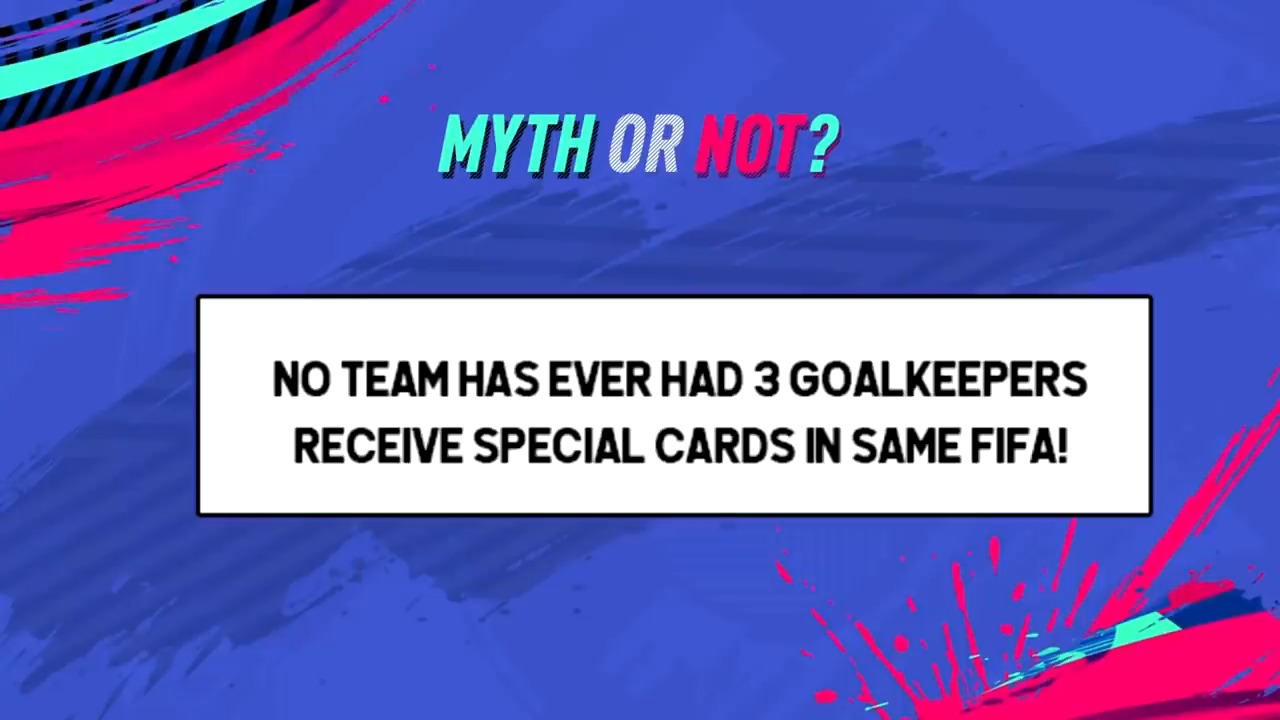 MYTH OR NOT?
NO TEAM HAS EVER HAD 3 GOALKEEPERS
RECEIVE SPECIAL CARDS IN SAME FIFA!